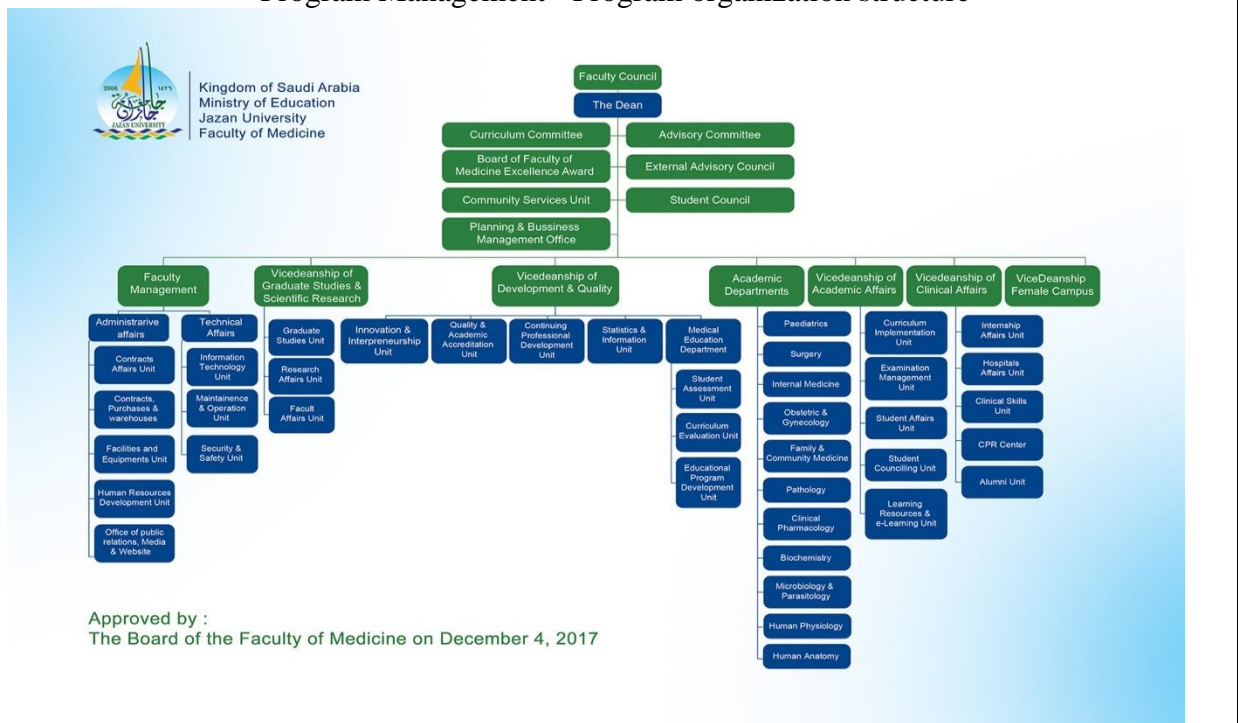 Program Management - Program organization structure
Kingdom of Saudi Arabia
Ministry of Education
Jazan University
Faculty of Medicine
2006
١٤٢٦
جامعة جازان
JAZAN UNIVERSITY
Faculty Council
The Dean
Curriculum Committee
Advisory Committee
Board of Faculty of
Medicine Excellence Award
External Advisory Council
Community Services Unit
Student Council
Planning & Bussiness
Management Office
Faculty
Management
Vicedeanship of
Graduate Studies &
Scientific Research
Vicedeanship of
Development & Quality
Academic
Departments
Vicedeanship of
Academic Affairs
Vicedeanship of
Clinical Affairs
ViceDeanship
Female Campus
Administrarive
affairs
Contracts
Affairs Unit
Contracts,
Purchases &
warehouses
Facilities and
Equipments Unit
Human Resources
Development Unit
Office of public
relations, Media
& Website
Technical
Affairs
Information
Technology
Unit
Maintainence
& Operation
Unit
Security &
Safety Unit
Graduate
Studies Unit
Research
Affairs Unit
Facult
Affairs Unit
Innovation &
Interpreneurship
Unit
Quality &
Academic
Accreditation
Unit
Continuing
Professional
Development
Unit
Statistics &
Information
Unit
Medical
Education
Department
Student
Assessment
Unit
Curriculum
Evaluation Unit
Educational
Program
Development
Unit
Paediatrics
Surgery
Internal Medicine
Obstetric &
Gynecology
Family &
Community Medicine
Pathology
Clinical
Pharmacology
Biochemistry
Microbiology &
Parasitology
Human Physiology
Human Anatomy
Curriculum
Implementation
Unit
Examination
Management
Unit
Student Affairs
Unit
Student
Councilling Unit
Learning
Resources &
e-Learning Unit
Internship
Affairs Unit
Hospitals
Affairs Unit
Clinical Skills
Unit
CPR Center
Alumni Unit
Approved by :
The Board of the Faculty of Medicine on December 4, 2017